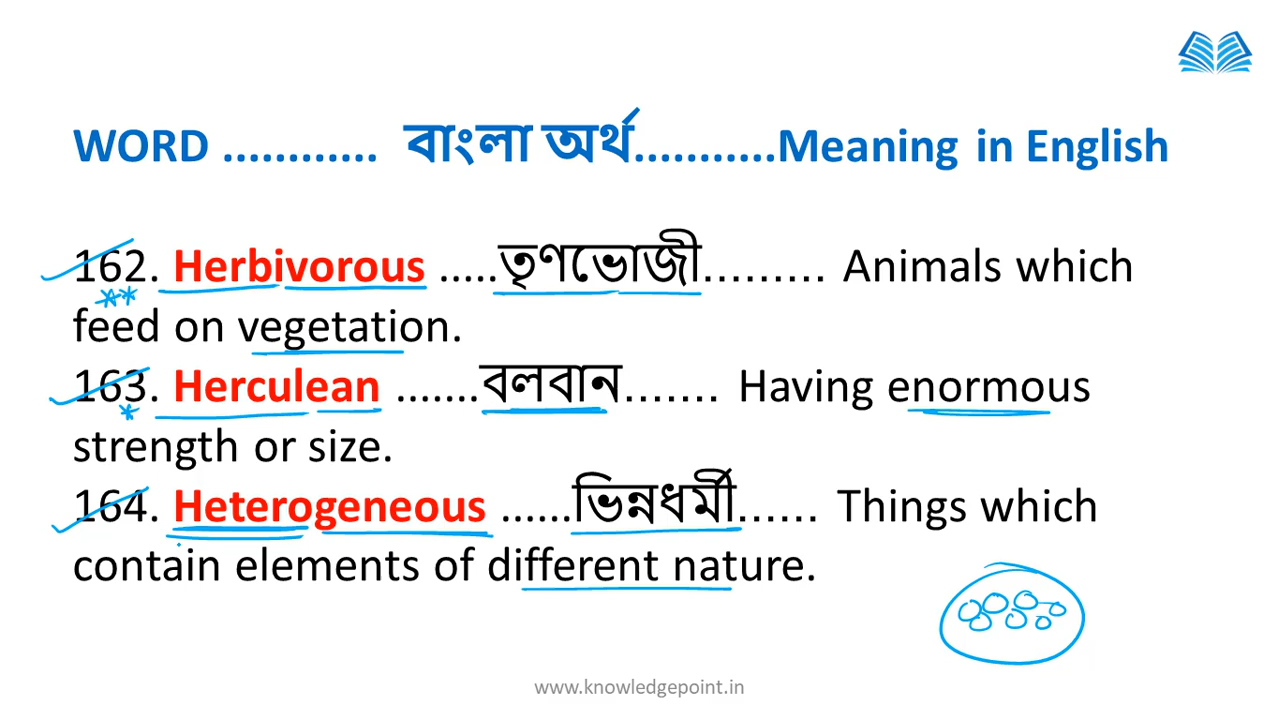 WORD ............ বাংলা অর্থ...........Meaning in English
162. Herbivorous .....তৃণভোজী......... Animals which
feed on vegetation.
163. Herculean .......বলবান....... Having enormous
strength or size.
164. Heterogeneous ......ভিন্নধর্মী...... Things which
contain elements of different nature.
www.knowledgepoint.in